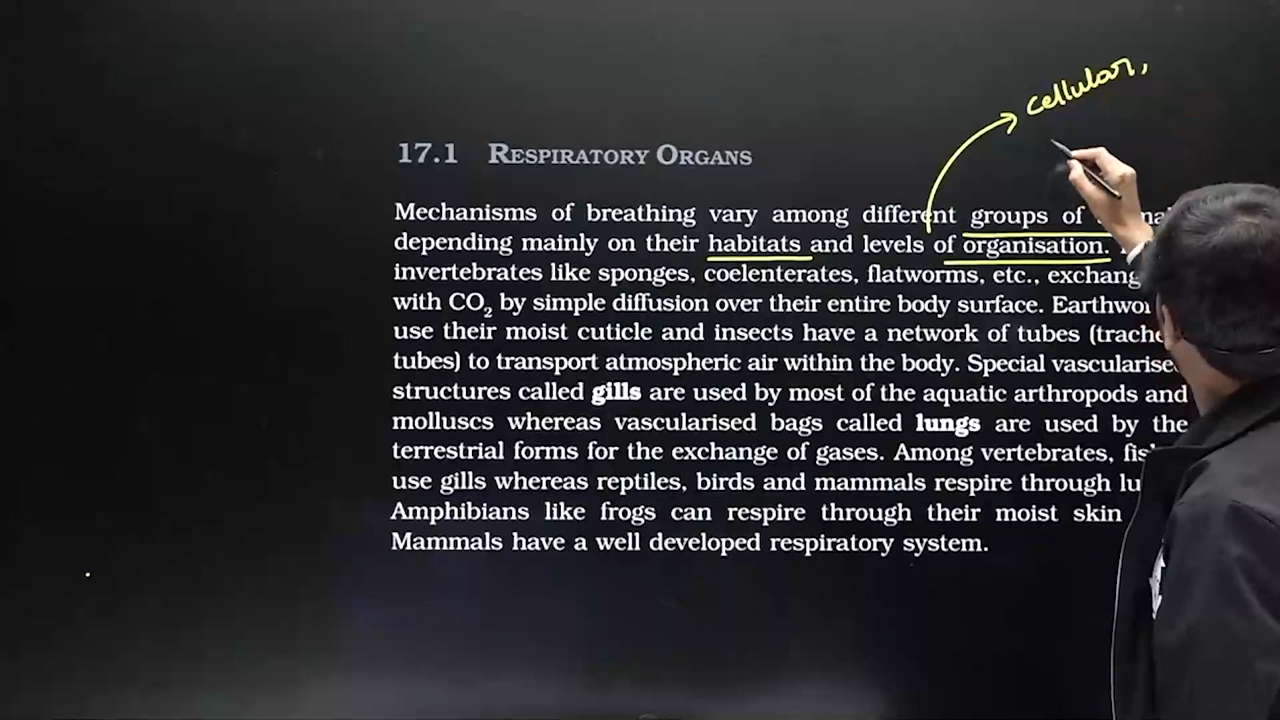 cellular,
17.1 RESPIRATORY ORGANS
Mechanisms of breathing vary among different groups of
depending mainly on their habitats and levels of organisation.
invertebrates like sponges, coelenterates, flatworms, etc., exchang
with CO2 by simple diffusion over their entire body surface. Earthwor
use their moist cuticle and insects have a network of tubes (trache
tubes) to transport atmospheric air within the body. Special vascularise
structures called gills are used by most of the aquatic arthropods and
molluscs whereas vascularised bags called lungs are used by the
terrestrial forms for the exchange of gases. Among vertebrates, fis
use gills whereas reptiles, birds and mammals respire through lu
Amphibians like frogs can respire through their moist skin
Mammals have a well developed respiratory system.